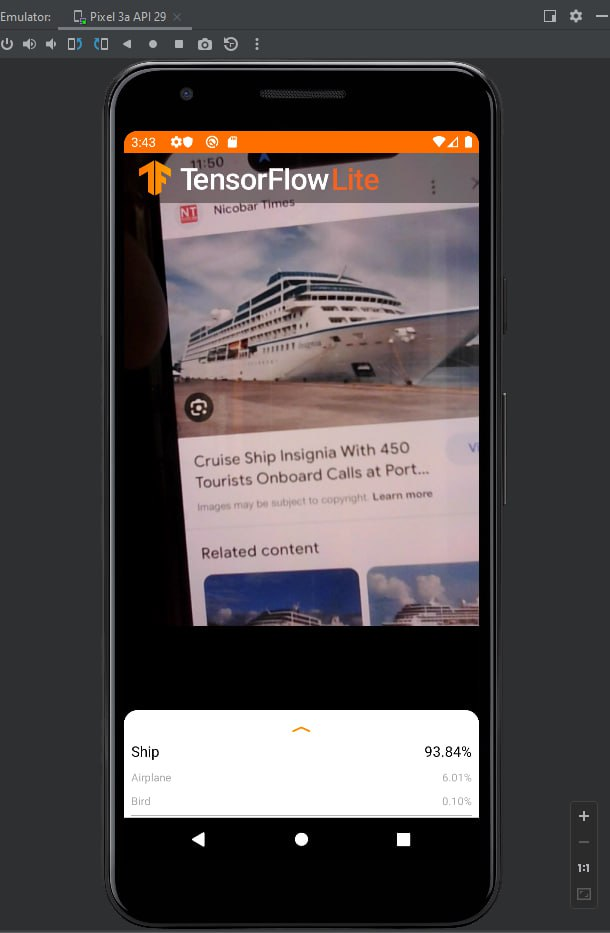 Emulator:
Pixel 3a API 29
3:43
11:50
TensorFlow Lite
NT
Nicobar Times
Insignia
Cruise Ship Insignia With 450
Tourists Onboard Calls at Port...
Images may be subject to copyright. Learn more
Related content
Ship 93.84%
Airplane 6.01%
Bird 0.10%
1:1